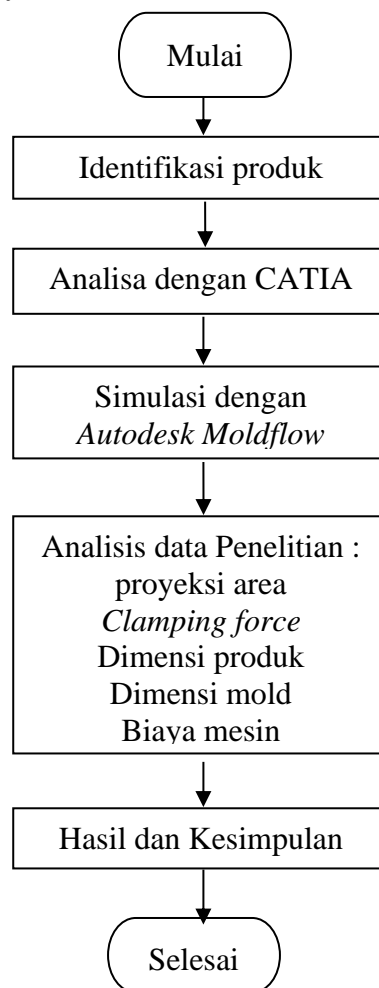 Mulai
Identifikasi produk
Analisa dengan CATIA
Simulasi dengan
Autodesk Moldflow
Analisis data Penelitian :
proyeksi area
Clamping force
Dimensi produk
Dimensi mold
Biaya mesin
Hasil dan Kesimpulan
Selesai